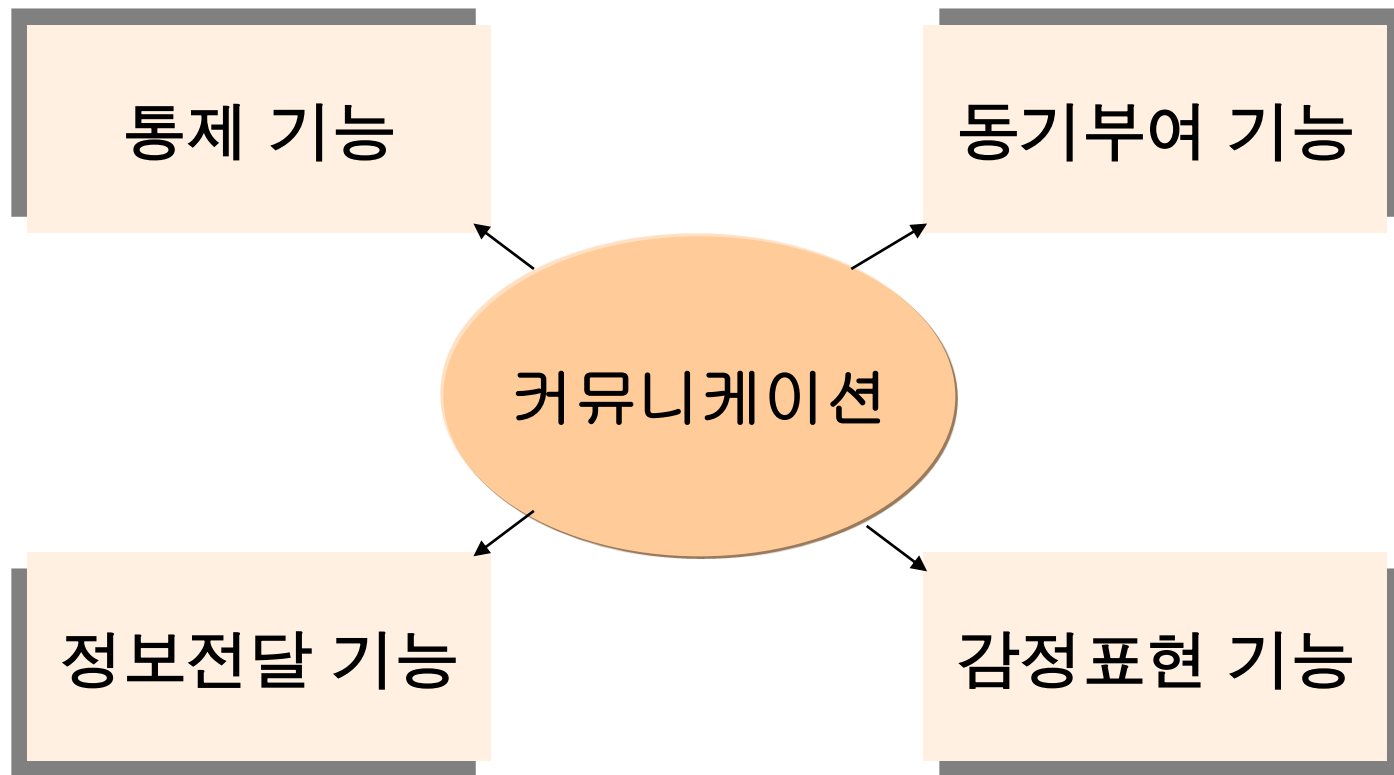 통제 기능
동기부여 기능
커뮤니케이션
정보전달 기능
감정표현 기능